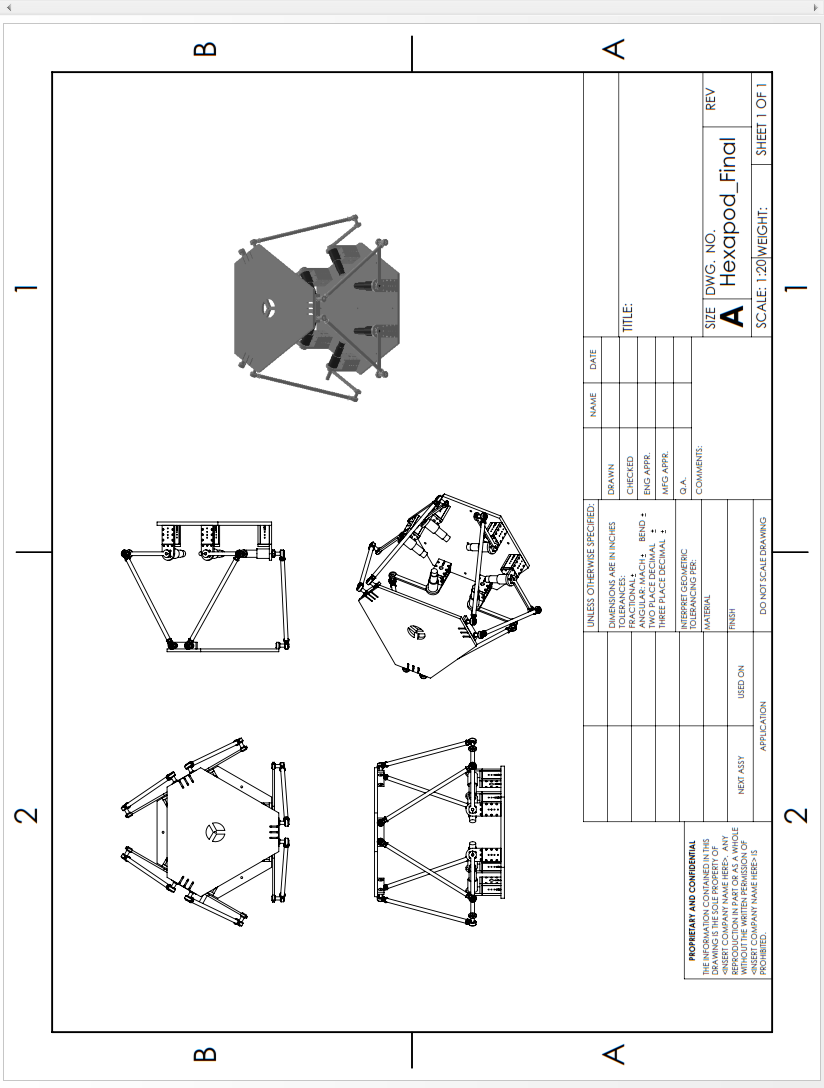 2
1
B
B
A
A
UNLESS OTHERWISE SPECIFIED:
DIMENSIONS ARE IN INCHES
TOLERANCES:
FRACTIONAL±
ANGULAR: MACH± BEND ±
TWO PLACE DECIMAL ±
THREE PLACE DECIMAL ±
INTERPRET GEOMETRIC
TOLERANCING PER:
MATERIAL
FINISH
DO NOT SCALE DRAWING
NAME
DATE
DRAWN
CHECKED
ENG APPR.
MFG APPR.
Q.A.
COMMENTS:
TITLE:
SIZE
DWG. NO.
REV
A
Hexapod_Final
SCALE: 1:20
WEIGHT:
SHEET 1 OF 1
PROPRIETARY AND CONFIDENTIAL
THE INFORMATION CONTAINED IN THIS
DRAWING IS THE SOLE PROPERTY OF
<INSERT COMPANY NAME HERE>. ANY
REPRODUCTION IN PART OR AS A WHOLE
WITHOUT THE WRITTEN PERMISSION OF
<INSERT COMPANY NAME HERE> IS
PROHIBITED.
NEXT ASSY
USED ON
APPLICATION
2
1